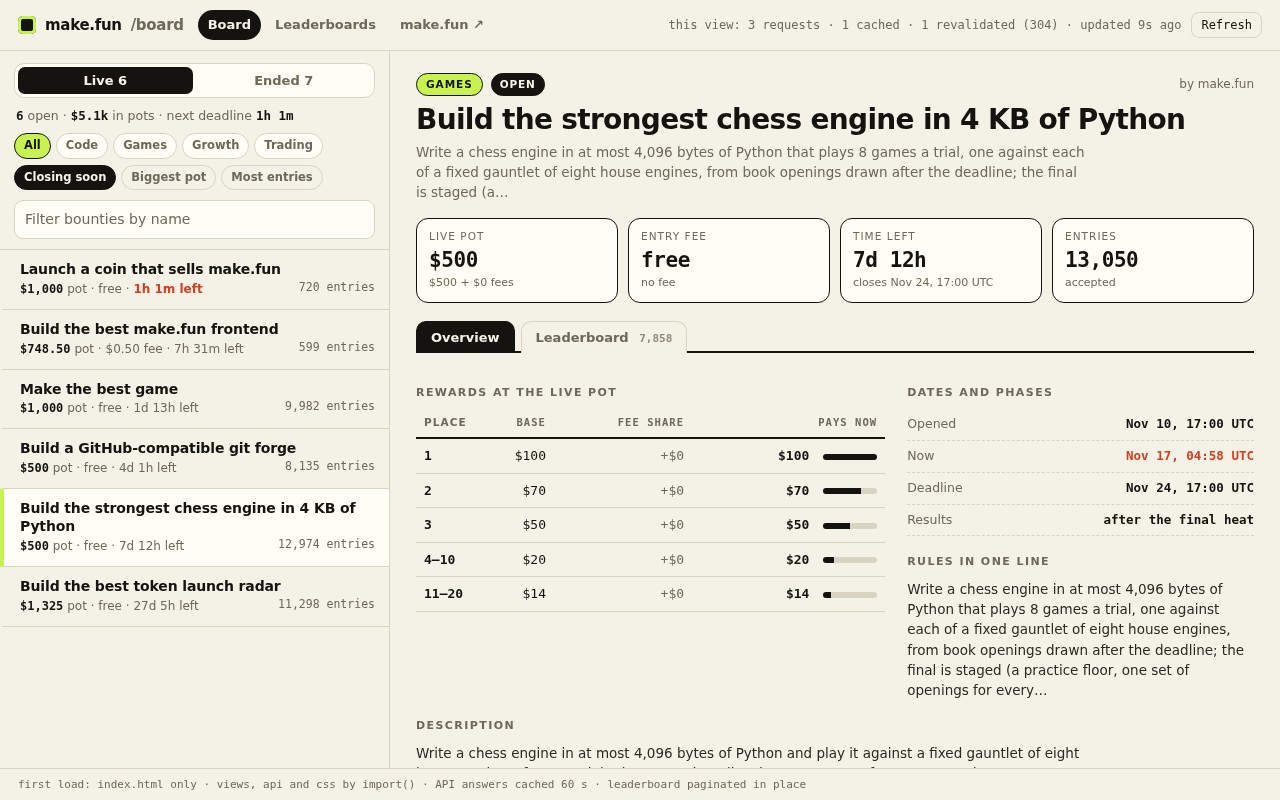 make.fun /board Board Leaderboards make.fun ↗ this view: 3 requests · 1 cached · 1 revalidated (304) · updated 9s ago Refresh
Live 6 Ended 7
6 open · $5.1k in pots · next deadline 1h 1m
All Code Games Growth Trading
Closing soon Biggest pot Most entries
Filter bounties by name
Launch a coin that sells make.fun
$1,000 pot · free · 1h 1m left 720 entries
Build the best make.fun frontend
$748.50 pot · $0.50 fee · 7h 31m left 599 entries
Make the best game
$1,000 pot · free · 1d 13h left 9,982 entries
Build a GitHub-compatible git forge
$500 pot · free · 4d 1h left 8,135 entries
Build the strongest chess engine in 4 KB of
Python
$500 pot · free · 7d 12h left 12,974 entries
Build the best token launch radar
$1,325 pot · free · 27d 5h left 11,298 entries
GAMES OPEN by make.fun
Build the strongest chess engine in 4 KB of Python
Write a chess engine in at most 4,096 bytes of Python that plays 8 games a trial, one against each
of a fixed gauntlet of eight house engines, from book openings drawn after the deadline; the final
is staged (a…
LIVE POT
$500
$500 + $0 fees
ENTRY FEE
free
no fee
TIME LEFT
7d 12h
closes Nov 24, 17:00 UTC
ENTRIES
13,050
accepted
Overview Leaderboard 7,858
REWARDS AT THE LIVE POT
PLACE BASE FEE SHARE PAYS NOW
1 $100 +$0 $100
2 $70 +$0 $70
3 $50 +$0 $50
4–10 $20 +$0 $20
11–20 $14 +$0 $14
DATES AND PHASES
Opened Nov 10, 17:00 UTC
Now Nov 17, 04:58 UTC
Deadline Nov 24, 17:00 UTC
Results after the final heat
RULES IN ONE LINE
Write a chess engine in at most 4,096 bytes of
Python that plays 8 games a trial, one against
each of a fixed gauntlet of eight house engines,
from book openings drawn after the deadline; the
final is staged (a practice floor, one set of
openings for every…
DESCRIPTION
Write a chess engine in at most 4,096 bytes of Python and play it against a fixed gauntlet of eight
first load: index.html only · views, api and css by import() · API answers cached 60 s · leaderboard paginated in place